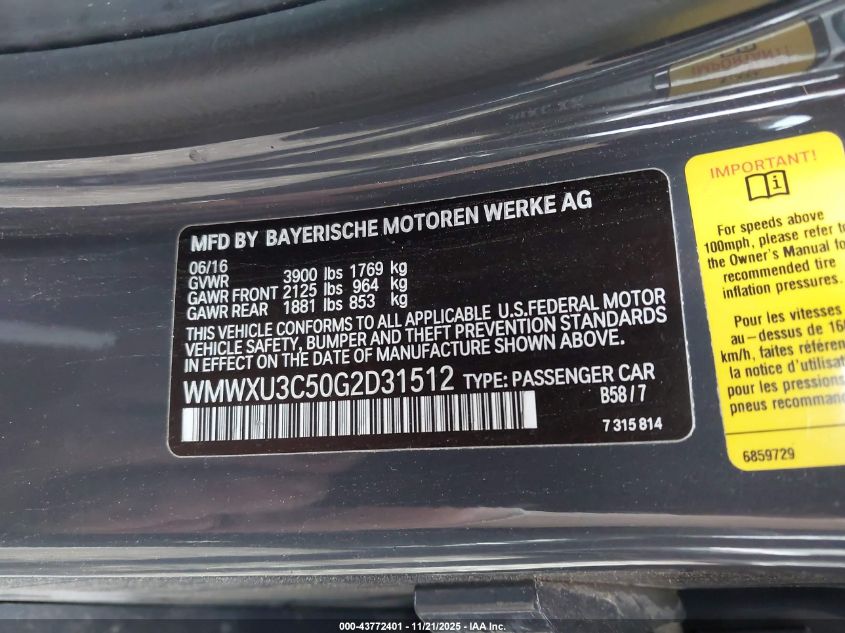 MFD BY BAYERISCHE MOTOREN WERKE AG
06/16
GVWR 3900 lbs 1769 kg
GAWR FRONT 2125 lbs 964 kg
GAWR REAR 1881 lbs 853 kg
THIS VEHICLE CONFORMS TO ALL APPLICABLE U.S.FEDERAL MOTOR
VEHICLE SAFETY, BUMPER AND THEFT PREVENTION STANDARDS
IN EFFECT ON THE DATE OF MANUFACTURE SHOWN ABOVE.
WMWXU3C50G2D31512 TYPE: PASSENGER CAR
B58/7
7 315 814
IMPORTANT!
For speeds above
100mph, please refer to
the Owner's Manual for
recommended tire
inflation pressures.
Pour les vitesses
au-dessus de 160
km/h, faites référen
la notice d'utilisat
pour les pressions
pneus recomman
6859729
000-43772401 - 11/21/2025 - IAA Inc.